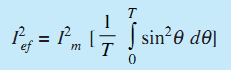 I²ef = I²m [ 1/T ∫₀ᵀ sin²θ dθ]